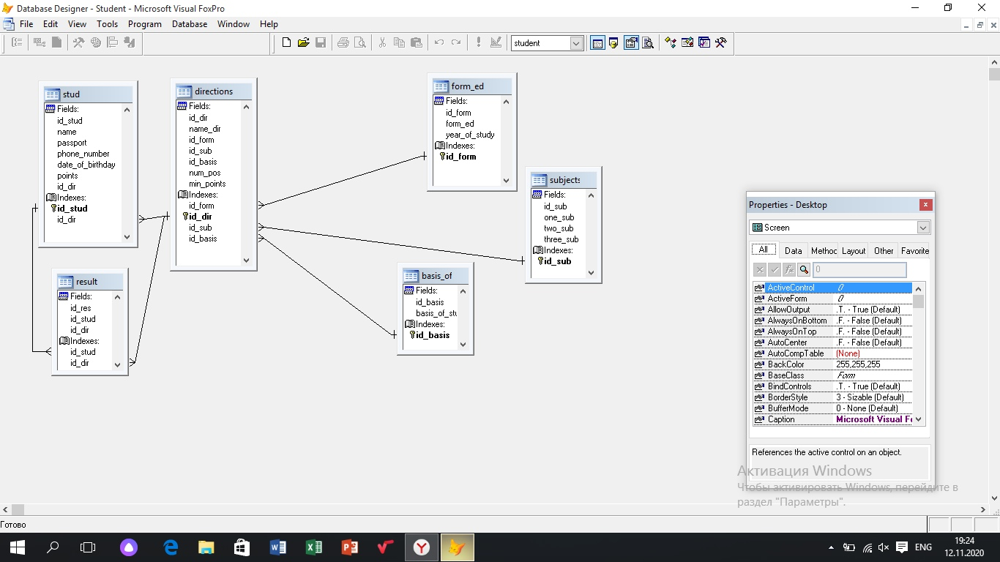 Database Designer - Student - Microsoft Visual FoxPro
File Edit View Tools Program Database Window Help
student
stud
Fields:
id_stud
name
passport
phone_number
date_of_birthday
points
id_dir
Indexes:
id_stud
id_dir
directions
Fields:
id_dir
name_dir
id_form
id_sub
id_basis
num_pos
min_points
Indexes:
id_form
id_dir
id_sub
id_basis
form_ed
Fields:
id_form
form_ed
year_of_study
Indexes:
id_form
subjects
Fields:
id_sub
one_sub
two_sub
three_sub
Indexes:
id_sub
result
Fields:
id_res
id_stud
id_dir
Indexes:
id_stud
id_dir
basis_of
Fields:
id_basis
basis_of_stu
Indexes:
id_basis
Properties - Desktop
Screen
All Data Methoc Layout Other Favorite
0
ActiveControl 0
ActiveForm 0
AllowOutput .T. - True (Default)
AlwaysOnBottom .F. - False (Default)
AlwaysOnTop .F. - False (Default)
AutoCenter .F. - False (Default)
AutoCompTable (None)
BackColor 255,255,255
BaseClass Form
BindControls .T. - True (Default)
BorderStyle 3 - Sizable (Default)
BufferMode 0 - None (Default)
Caption Microsoft Visual Fo
References the active control on an object.
Активация Windows
Чтобы активировать Windows, перейдите в
раздел "Параметры".
Готово
ENG
19:24
12.11.2020